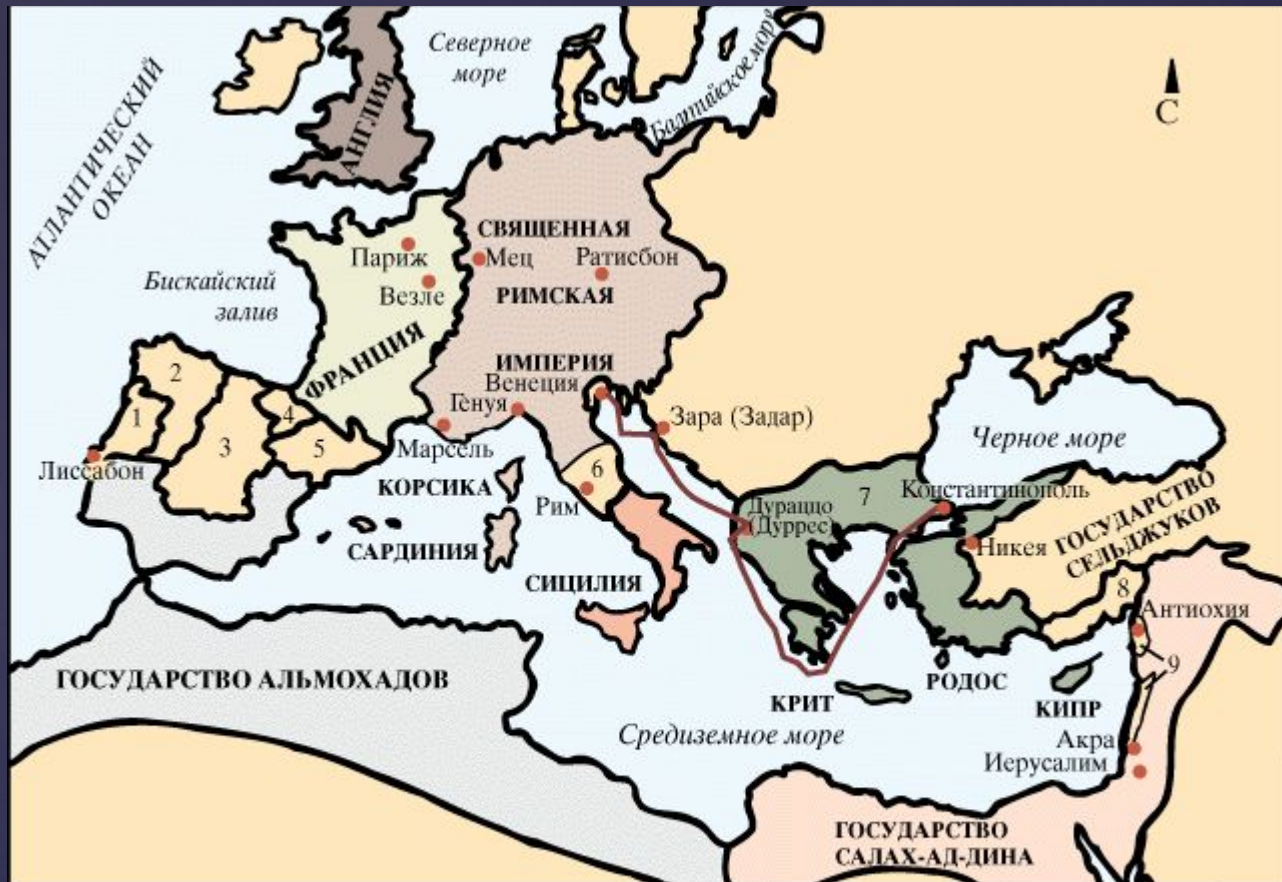 Северное
море
Балтийское море
С
АТЛАНТИЧЕСКИЙ
ОКЕАН
АНГЛИЯ
СВЯЩЕННАЯ
Париж
Мец
Ратисбон
Бискайский
залив
Везле
РИМСКАЯ
ФРАНЦИЯ
ИМПЕРИЯ
Венеция
2
Генуя
4
1
Зара (Задар)
3
5
Марсель
Черное море
Лиссабон
6
КОРСИКА
7
Константинополь
Рим
Дураццо
(Дуррес)
ГОСУДАРСТВО
СЕЛЬДЖУКОВ
САРДИНИЯ
Никея
СИЦИЛИЯ
8
Антиохия
9
ГОСУДАРСТВО АЛЬМОХАДОВ
РОДОС
КРИТ
КИПР
Средиземное море
Акра
Иерусалим
ГОСУДАРСТВО
САЛАХ-АД-ДИНА